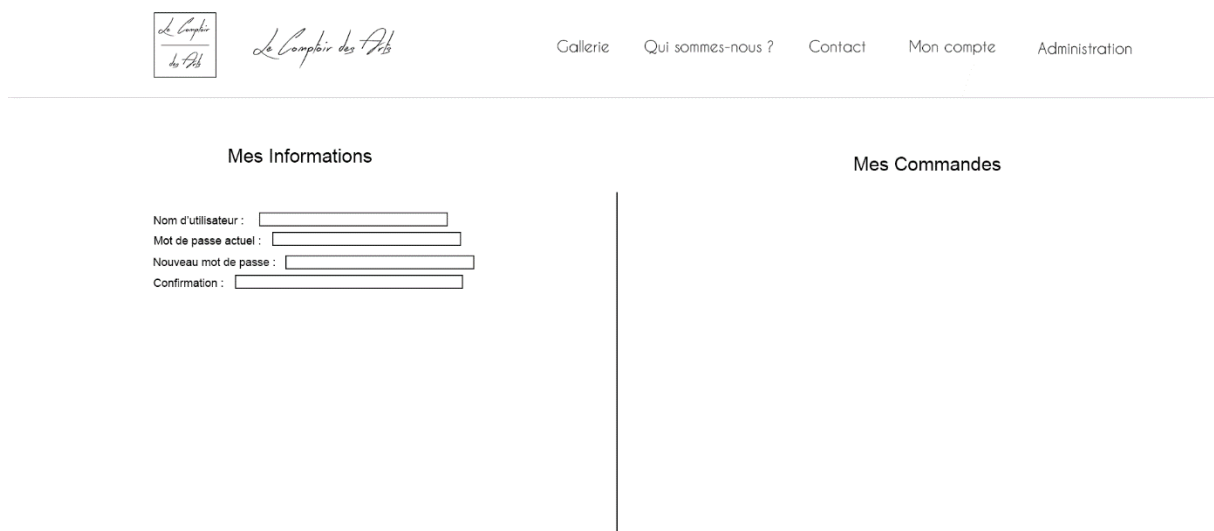 Le Comptoir
des Arts
Le Comptoir des Arts
Gallerie Qui sommes-nous ? Contact Mon compte Administration
Mes Informations
Nom d'utilisateur :
Mot de passe actuel :
Nouveau mot de passe :
Confirmation :
Mes Commandes